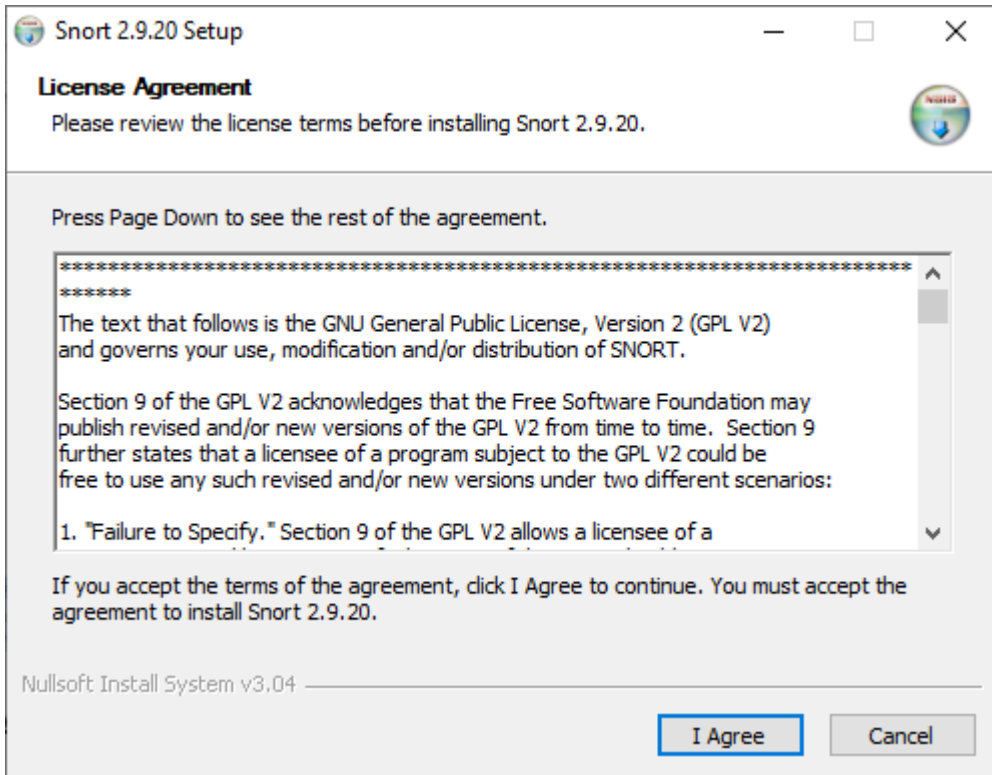 Snort 2.9.20 Setup
License Agreement
Please review the license terms before installing Snort 2.9.20.
Press Page Down to see the rest of the agreement.
***********************************************************************
******
The text that follows is the GNU General Public License, Version 2 (GPL V2)
and governs your use, modification and/or distribution of SNORT.
Section 9 of the GPL V2 acknowledges that the Free Software Foundation may
publish revised and/or new versions of the GPL V2 from time to time.  Section 9
further states that a licensee of a program subject to the GPL V2 could be
free to use any such revised and/or new versions under two different scenarios:
1. "Failure to Specify." Section 9 of the GPL V2 allows a licensee of a
If you accept the terms of the agreement, click I Agree to continue. You must accept the
agreement to install Snort 2.9.20.
Nullsoft Install System v3.04
I Agree
Cancel